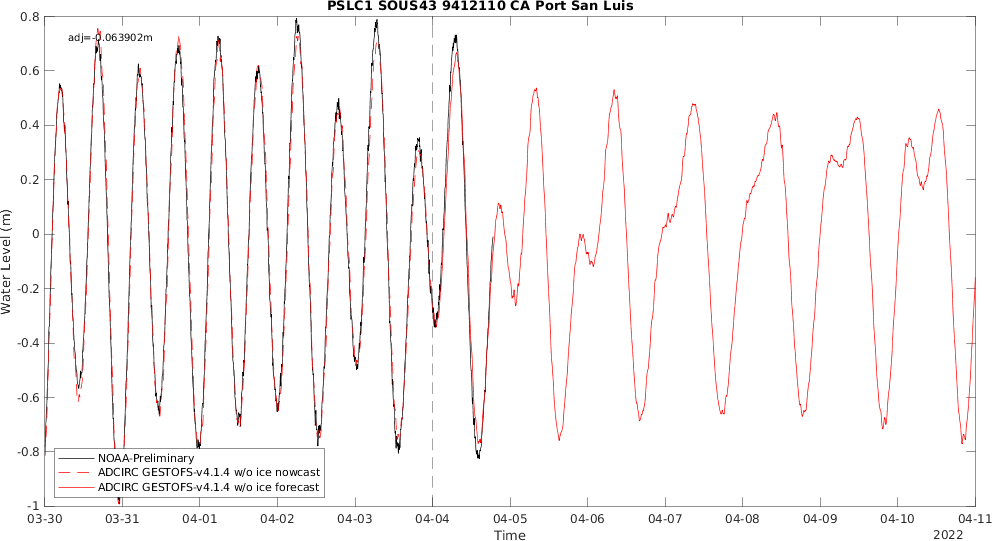 PSLC1 SOUS43 9412110 CA Port San Luis
adj=-0.063902m
0.8
0.6
0.4
0.2
0
-0.2
-0.4
-0.6
-0.8
-1
Water Level (m)
NOAA-Preliminary
ADCIRC GESTOFS-v4.1.4 w/o ice nowcast
ADCIRC GESTOFS-v4.1.4 w/o ice forecast
03-30 03-31 04-01 04-02 04-03 04-04 04-05 04-06 04-07 04-08 04-09 04-10 04-11
Time
2022